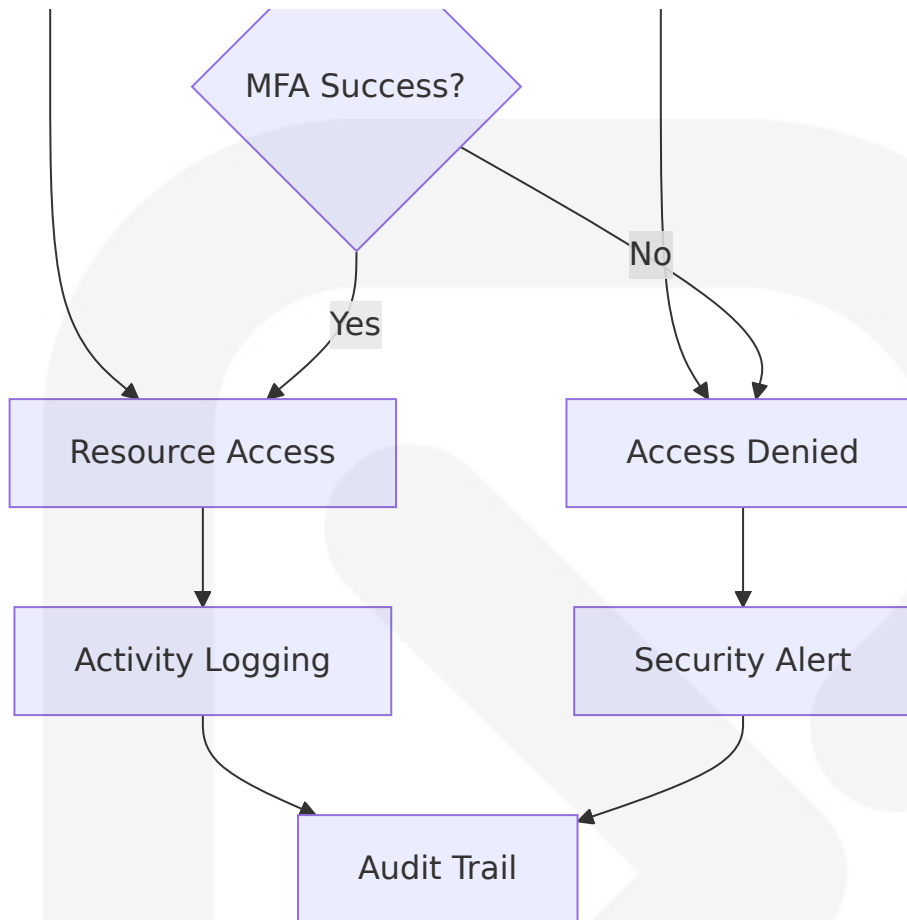 MFA Success?
No
Yes
Resource Access
Access Denied
Activity Logging
Security Alert
Audit Trail